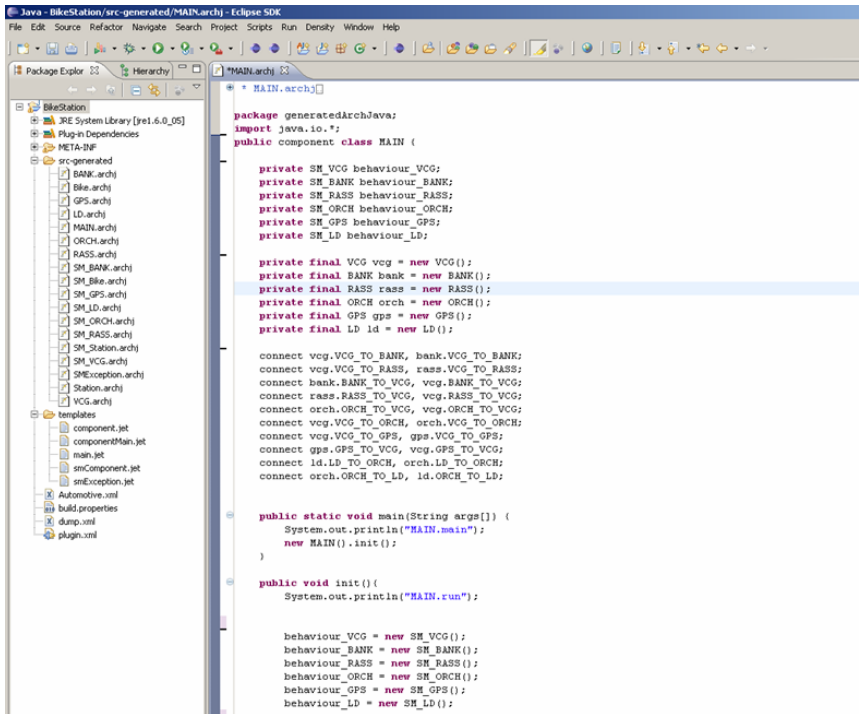 Java - BikeStation/src-generated/MAIN.archj - Eclipse SDK
File Edit Source Refactor Navigate Search Project Scripts Run Density Window Help
Package Explor Hierarchy
*MAIN.archj
BikeStation
JRE System Library [jre1.6.0_05]
Plug-in Dependencies
META-INF
src-generated
BANK.archj
Bike.archj
GPS.archj
LD.archj
MAIN.archj
ORCH.archj
RASS.archj
SM_BANK.archj
SM_Bike.archj
SM_GPS.archj
SM_LD.archj
SM_ORCH.archj
SM_RASS.archj
SM_Station.archj
SM_VCG.archj
SMException.archj
Station.archj
VCG.archj
templates
component.jet
componentMain.jet
main.jet
smComponent.jet
smException.jet
Automotive.xml
build.properties
dump.xml
plugin.xml
* MAIN.archj
package generatedArchJava;
import java.io.*;
public component class MAIN {
private SM_VCG behaviour_VCG;
private SM_BANK behaviour_BANK;
private SM_RASS behaviour_RASS;
private SM_ORCH behaviour_ORCH;
private SM_GPS behaviour_GPS;
private SM_LD behaviour_LD;
private final VCG vcg = new VCG();
private final BANK bank = new BANK();
private final RASS rass = new RASS();
private final ORCH orch = new ORCH();
private final GPS gps = new GPS();
private final LD ld = new LD();
connect vcg.VCG_TO_BANK, bank.VCG_TO_BANK;
connect vcg.VCG_TO_RASS, rass.VCG_TO_RASS;
connect bank.BANK_TO_VCG, vcg.BANK_TO_VCG;
connect rass.RASS_TO_VCG, vcg.RASS_TO_VCG;
connect orch.ORCH_TO_VCG, vcg.ORCH_TO_VCG;
connect vcg.VCG_TO_ORCH, orch.VCG_TO_ORCH;
connect vcg.VCG_TO_GPS, gps.VCG_TO_GPS;
connect gps.GPS_TO_VCG, vcg.GPS_TO_VCG;
connect ld.LD_TO_ORCH, orch.LD_TO_ORCH;
connect orch.ORCH_TO_LD, ld.ORCH_TO_LD;
public static void main(String args[]) {
System.out.println("MAIN.main");
new MAIN().init();
}
public void init(){
System.out.println("MAIN.run");
behaviour_VCG = new SM_VCG();
behaviour_BANK = new SM_BANK();
behaviour_RASS = new SM_RASS();
behaviour_ORCH = new SM_ORCH();
behaviour_GPS = new SM_GPS();
behaviour_LD = new SM_LD();